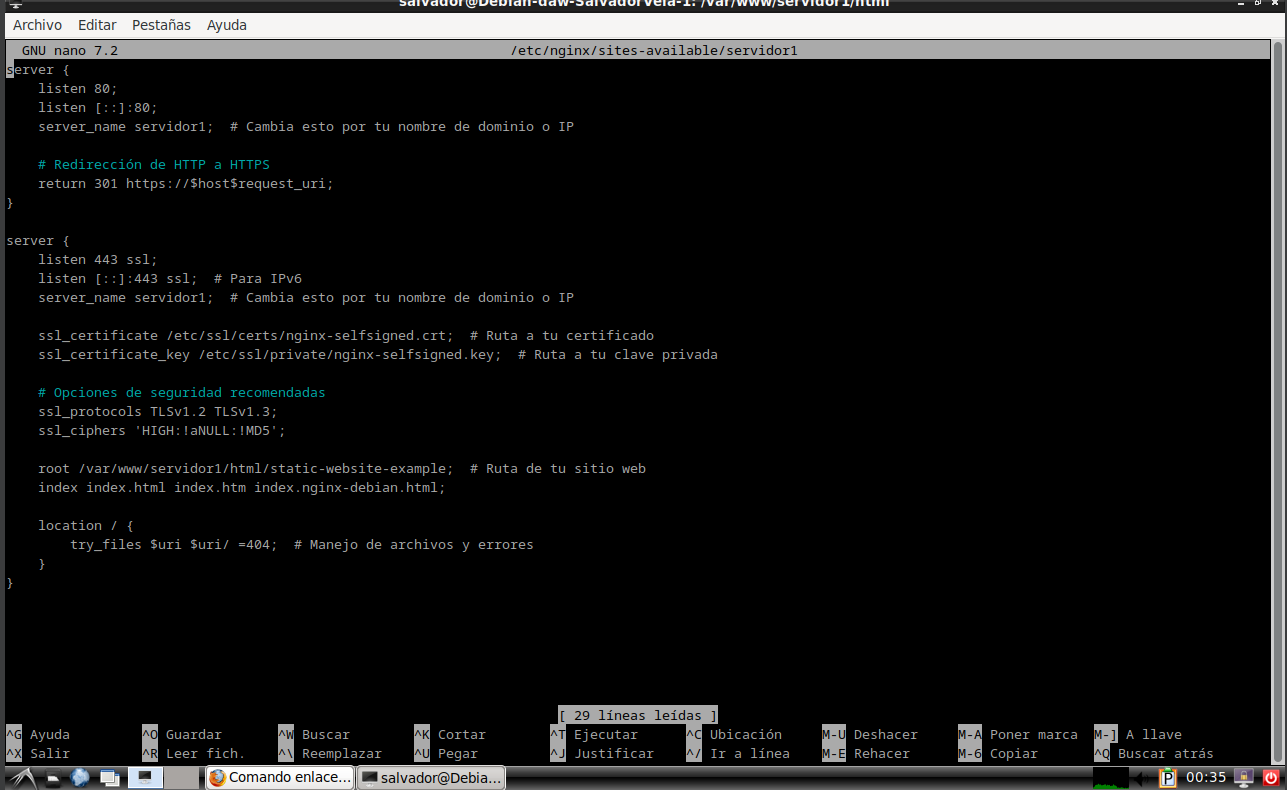 salvador@Debian-daw-SalvadorVela-1: /var/www/servidor1/html
Archivo Editar Pestañas Ayuda
GNU nano 7.2 /etc/nginx/sites-available/servidor1
server {
    listen 80;
    listen [::]:80;
    server_name servidor1;  # Cambia esto por tu nombre de dominio o IP
    # Redirección de HTTP a HTTPS
    return 301 https://$host$request_uri;
}
server {
    listen 443 ssl;
    listen [::]:443 ssl;  # Para IPv6
    server_name servidor1;  # Cambia esto por tu nombre de dominio o IP
    ssl_certificate /etc/ssl/certs/nginx-selfsigned.crt;  # Ruta a tu certificado
    ssl_certificate_key /etc/ssl/private/nginx-selfsigned.key;  # Ruta a tu clave privada
    # Opciones de seguridad recomendadas
    ssl_protocols TLSv1.2 TLSv1.3;
    ssl_ciphers 'HIGH:!aNULL:!MD5';
    root /var/www/servidor1/html/static-website-example;  # Ruta de tu sitio web
    index index.html index.htm index.nginx-debian.html;
    location / {
        try_files $uri $uri/ =404;  # Manejo de archivos y errores
    }
}
[ 29 líneas leídas ]
^G Ayuda ^O Guardar ^W Buscar ^K Cortar ^T Ejecutar ^C Ubicación M-U Deshacer M-A Poner marca M-] A llave
^X Salir ^R Leer fich. ^\ Reemplazar ^U Pegar ^J Justificar ^/ Ir a línea M-E Rehacer M-6 Copiar ^Q Buscar atrás
Comando enlace... salvador@Debia... P 00:35